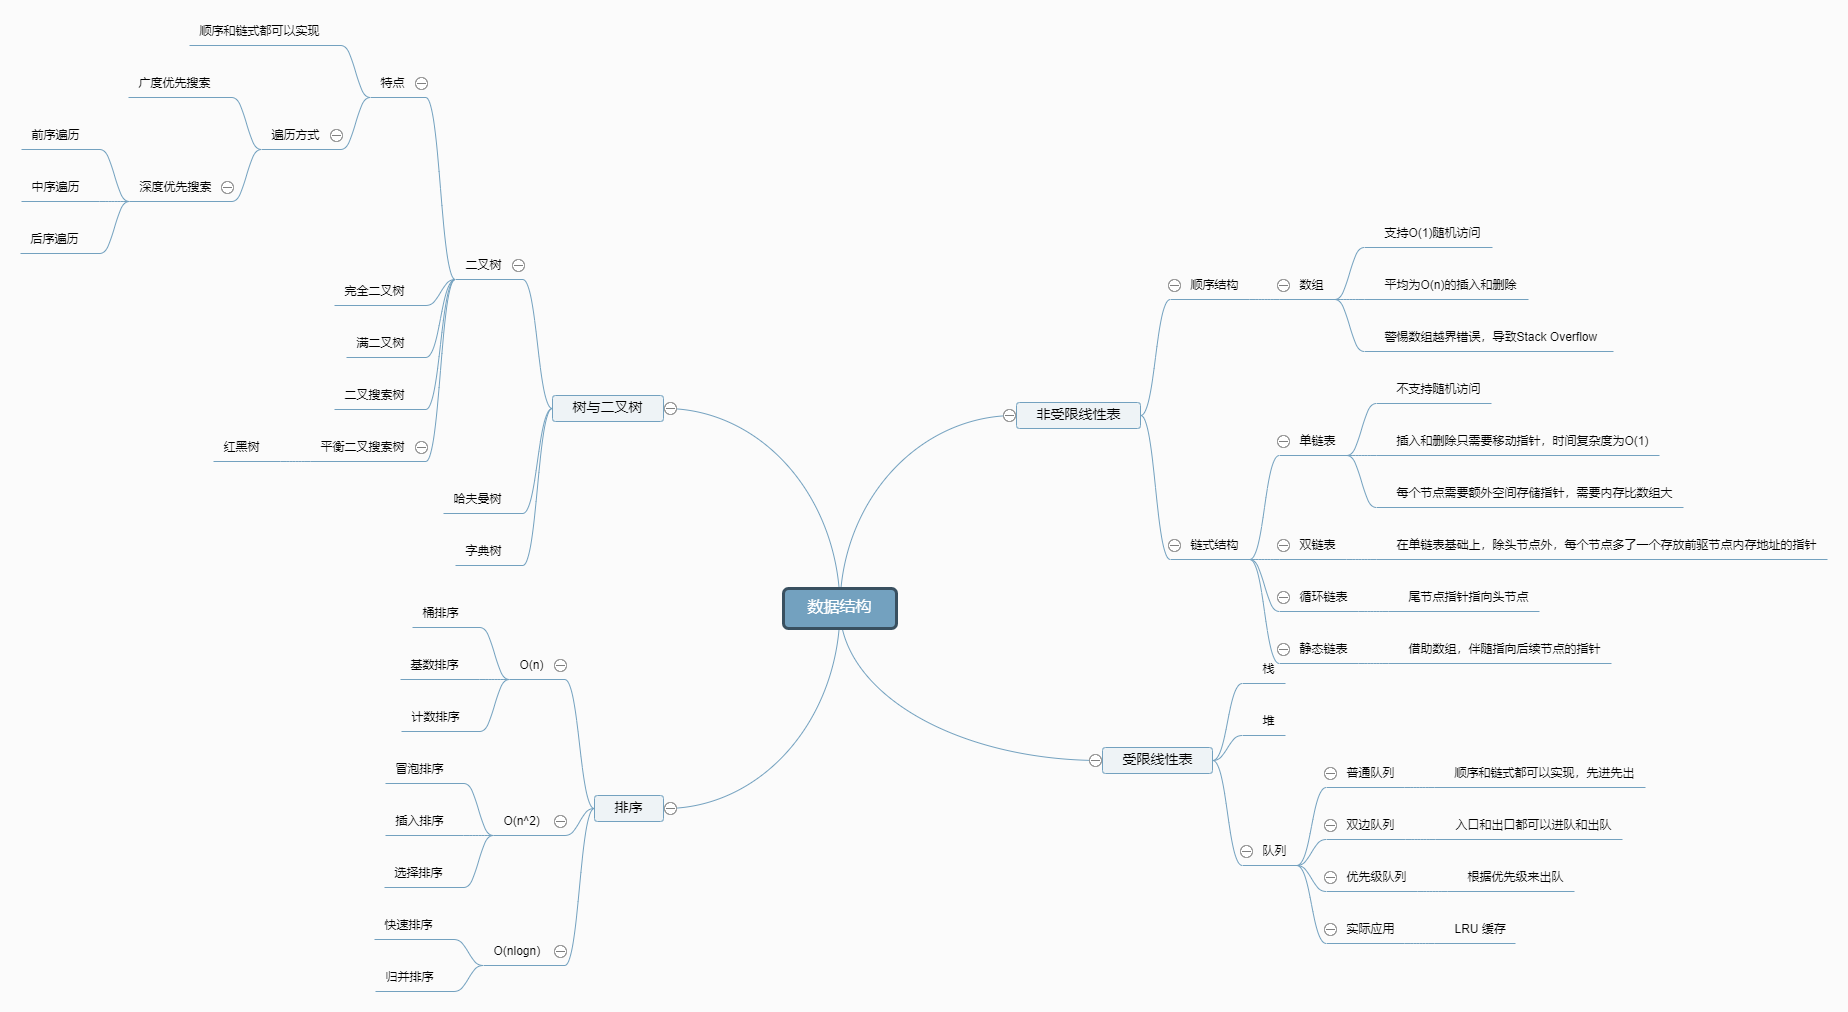 数据结构
树与二叉树
二叉树
特点
顺序和链式都可以实现
遍历方式
广度优先搜索
深度优先搜索
前序遍历
中序遍历
后序遍历
完全二叉树
满二叉树
二叉搜索树
平衡二叉搜索树
红黑树
哈夫曼树
字典树
排序
O(n)
桶排序
基数排序
计数排序
O(n^2)
冒泡排序
插入排序
选择排序
O(nlogn)
快速排序
归并排序
非受限线性表
顺序结构
数组
支持O(1)随机访问
平均为O(n)的插入和删除
警惕数组越界错误，导致Stack Overflow
链式结构
单链表
不支持随机访问
插入和删除只需要移动指针，时间复杂度为O(1)
每个节点需要额外空间存储指针，需要内存比数组大
双链表
在单链表基础上，除头节点外，每个节点多了一个存放前驱节点内存地址的指针
循环链表
尾节点指针指向头节点
静态链表
借助数组，伴随指向后续节点的指针
受限线性表
栈
堆
队列
普通队列
顺序和链式都可以实现，先进先出
双边队列
入口和出口都可以进队和出队
优先级队列
根据优先级来出队
实际应用
LRU 缓存